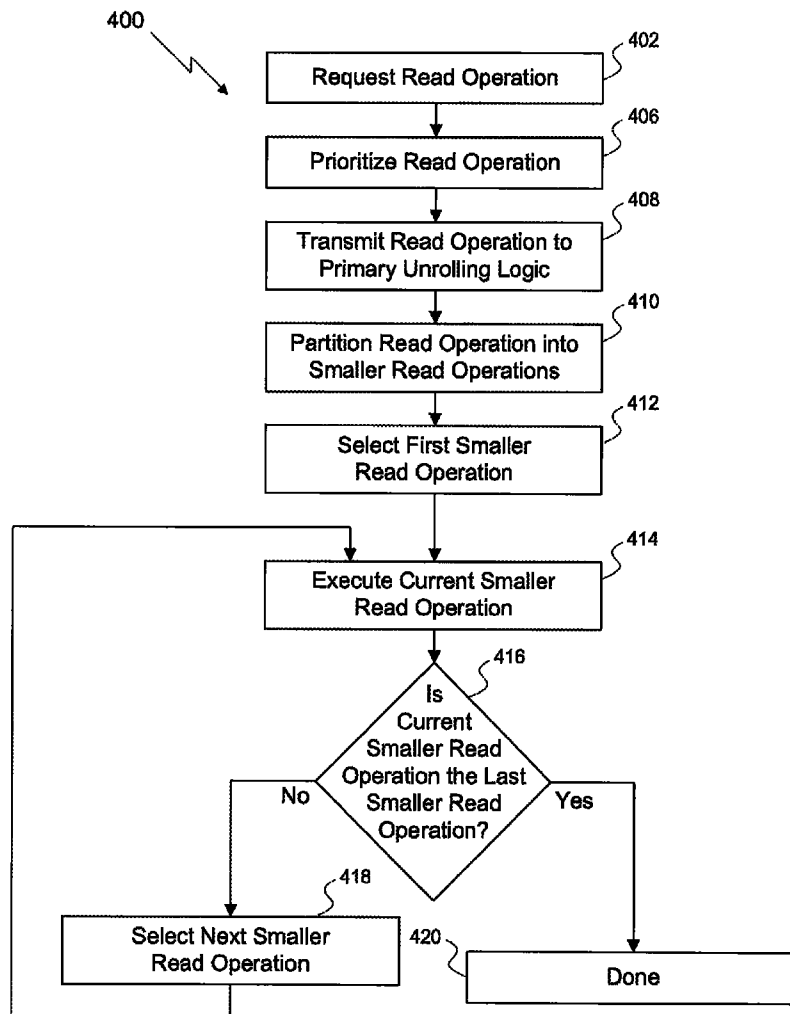 400
402
Request Read Operation
406
Prioritize Read Operation
408
Transmit Read Operation to
Primary Unrolling Logic
410
Partition Read Operation into
Smaller Read Operations
412
Select First Smaller
Read Operation
414
Execute Current Smaller
Read Operation
416
Is
Current
Smaller Read
Operation the Last
Smaller Read
Operation?
No
Yes
418
Select Next Smaller
Read Operation
420
Done